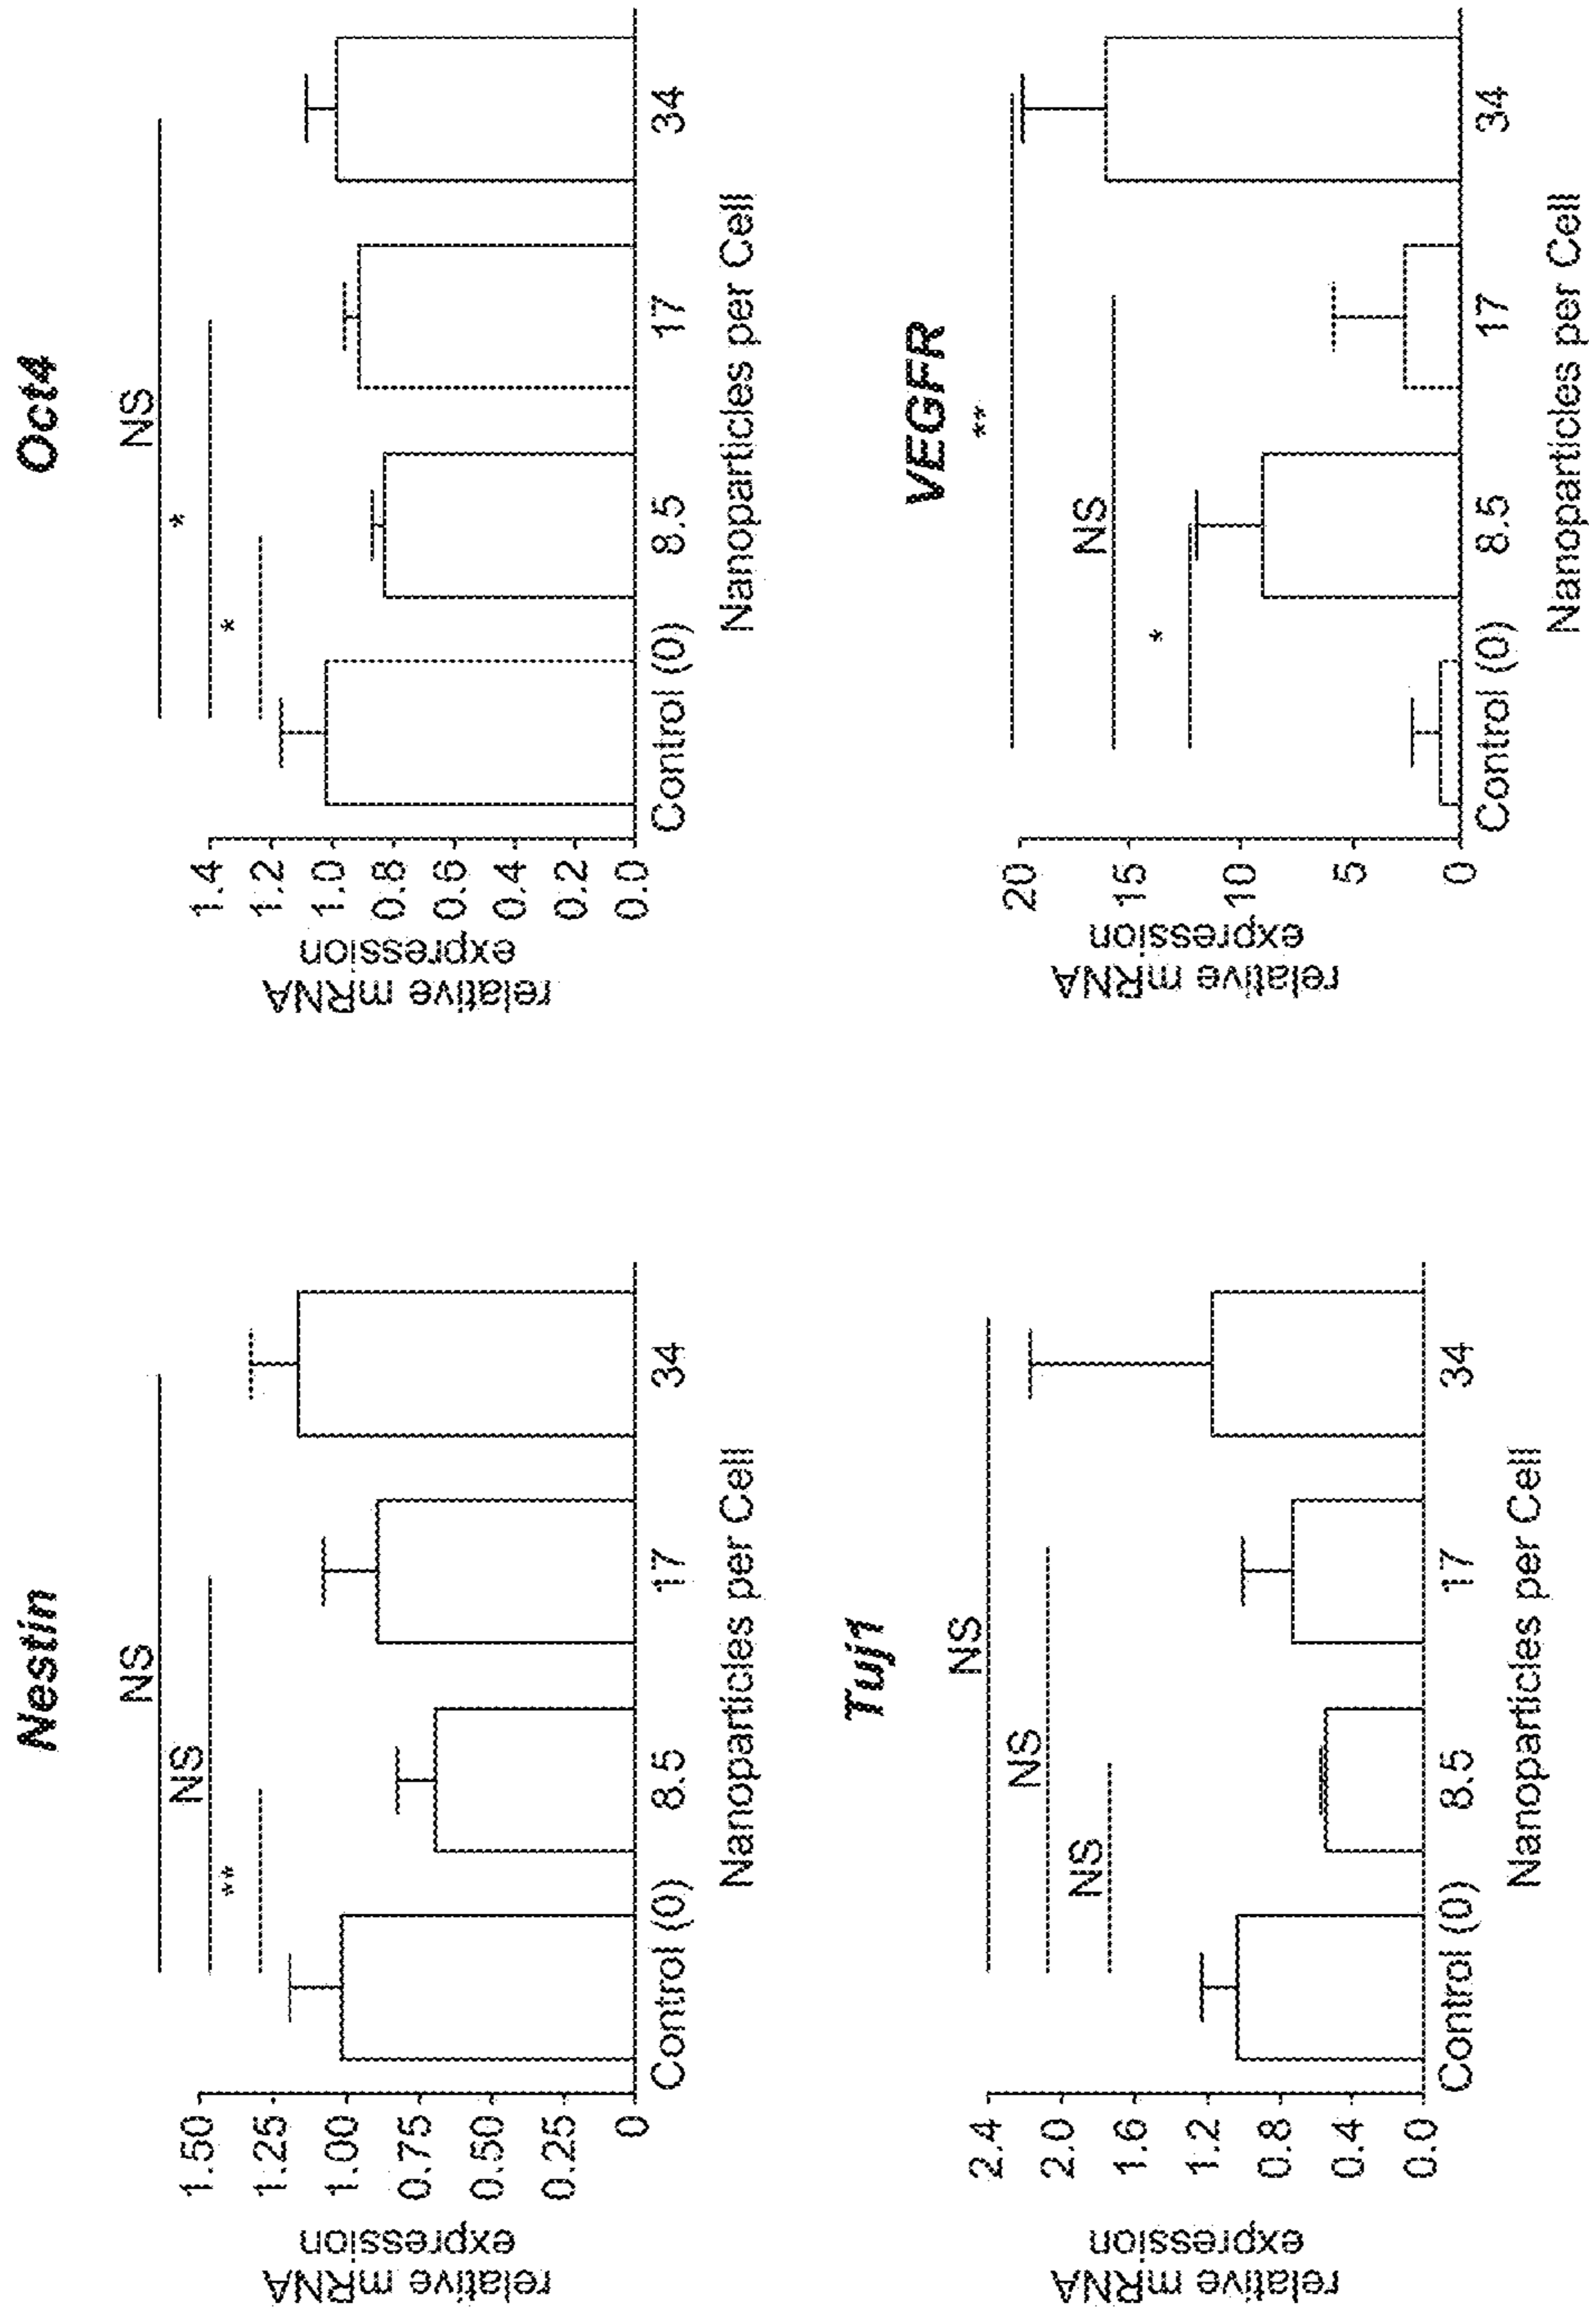 Nestin
NS
NS
**
1.50
1.25
1.00
0.75
0.50
0.25
0
relative mRNA
expression
Control (0) 8.5 17 34
Nanoparticles per Cell
Oct4
NS
*
*
1.4
1.2
1.0
0.8
0.6
0.4
0.2
0.0
relative mRNA
expression
Control (0) 8.5 17 34
Nanoparticles per Cell
Tuj1
NS
NS
NS
2.4
2.0
1.6
1.2
0.8
0.4
0.0
relative mRNA
expression
Control (0) 8.5 17 34
Nanoparticles per Cell
VEGFR
**
NS
*
20
15
10
5
0
relative mRNA
expression
Control (0) 8.5 17 34
Nanoparticles per Cell